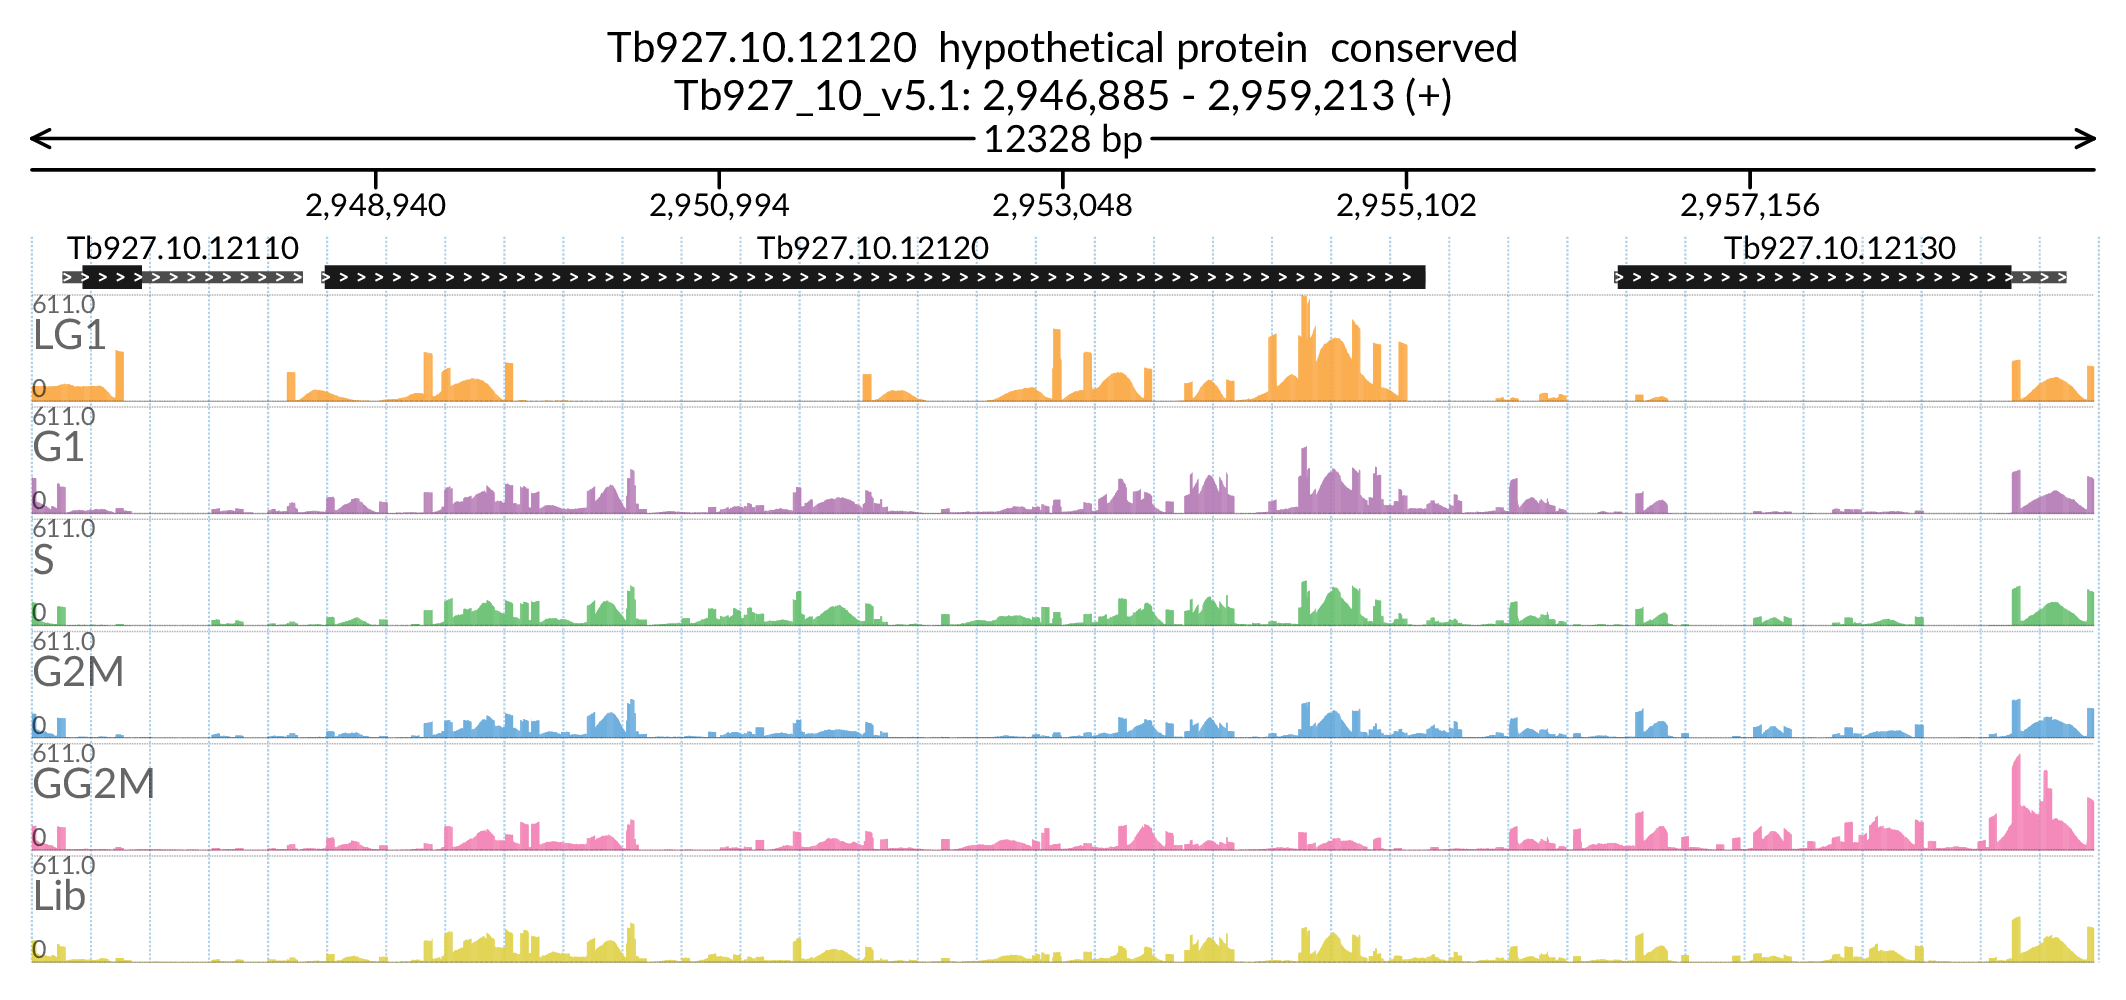 Tb927.10.12120  hypothetical protein  conserved
Tb927_10_v5.1: 2,946,885 - 2,959,213 (+)
12328 bp
2,948,940 2,950,994 2,953,048 2,955,102 2,957,156
Tb927.10.12110 Tb927.10.12120 Tb927.10.12130
611.0
LG1
0
611.0
G1
0
611.0
S
0
611.0
G2M
0
611.0
GG2M
0
611.0
Lib
0